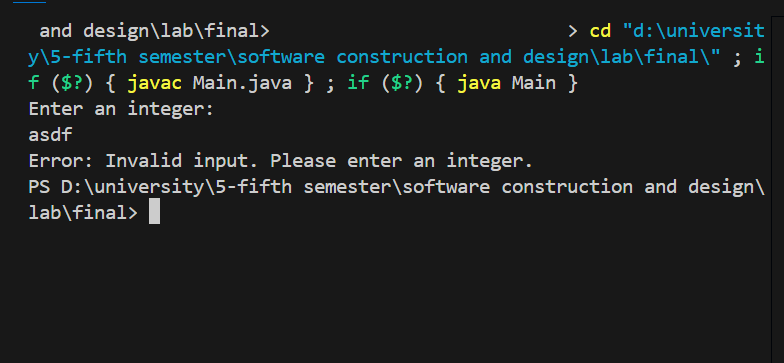 and design\lab\final> > cd "d:\universit
y\5-fifth semester\software construction and design\lab\final\" ; i
f ($?) { javac Main.java } ; if ($?) { java Main }
Enter an integer:
asdf
Error: Invalid input. Please enter an integer.
PS D:\university\5-fifth semester\software construction and design\
lab\final>